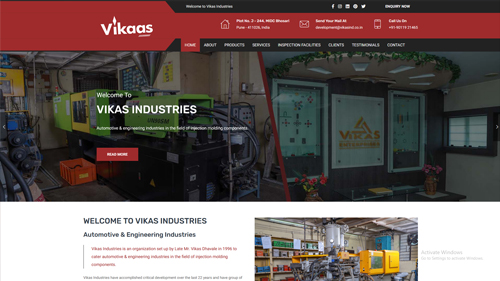 Welcome to Vikas Industries
ENQUIRY NOW
Vikaas
Plot No. 2 - 244, MIDC Bhosari
Pune - 411026, India
Send Your Mail At
development@vikasind.co.in
Call Us On
HOME ABOUT PRODUCTS SERVICES INSPECTION FACILITIES CLIENTS TESTIMONIALS CONTACT
Welcome To
VIKAS INDUSTRIES
Automotive & engineering industries in the field of injection molding components.
READ MORE
VIKAS
WELCOME TO VIKAS INDUSTRIES
Automotive & Engineering Industries
Vikas Industries is an organization set up by Late Mr. Vikas Dhavale in 1996 to
cater automotive & engineering industries in the field of injection molding
components.
Vikas Industries have accomplished critical development over the last 22 years and have group of
Activate Windows
Go to Settings to activate Windows.